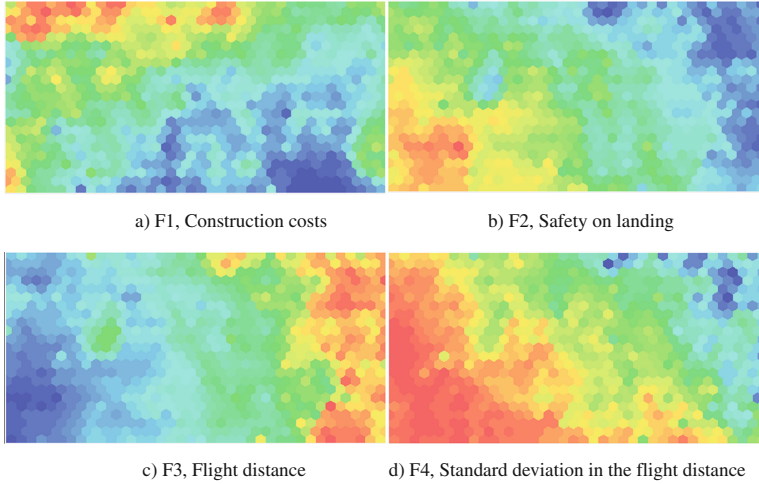 a) F1, Construction costs
b) F2, Safety on landing
c) F3, Flight distance
d) F4, Standard deviation in the flight distance